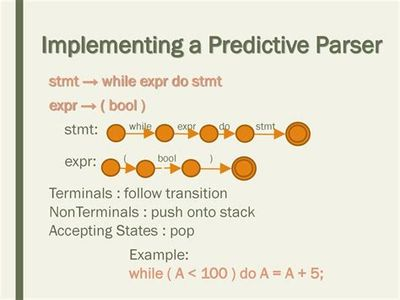 Implementing a Predictive Parser
stmt → while expr do stmt
expr → ( bool )
stmt: while expr do stmt
expr: ( bool )
Terminals : follow transition
NonTerminals : push onto stack
Accepting States : pop
Example:
while ( A < 100 ) do A = A + 5;